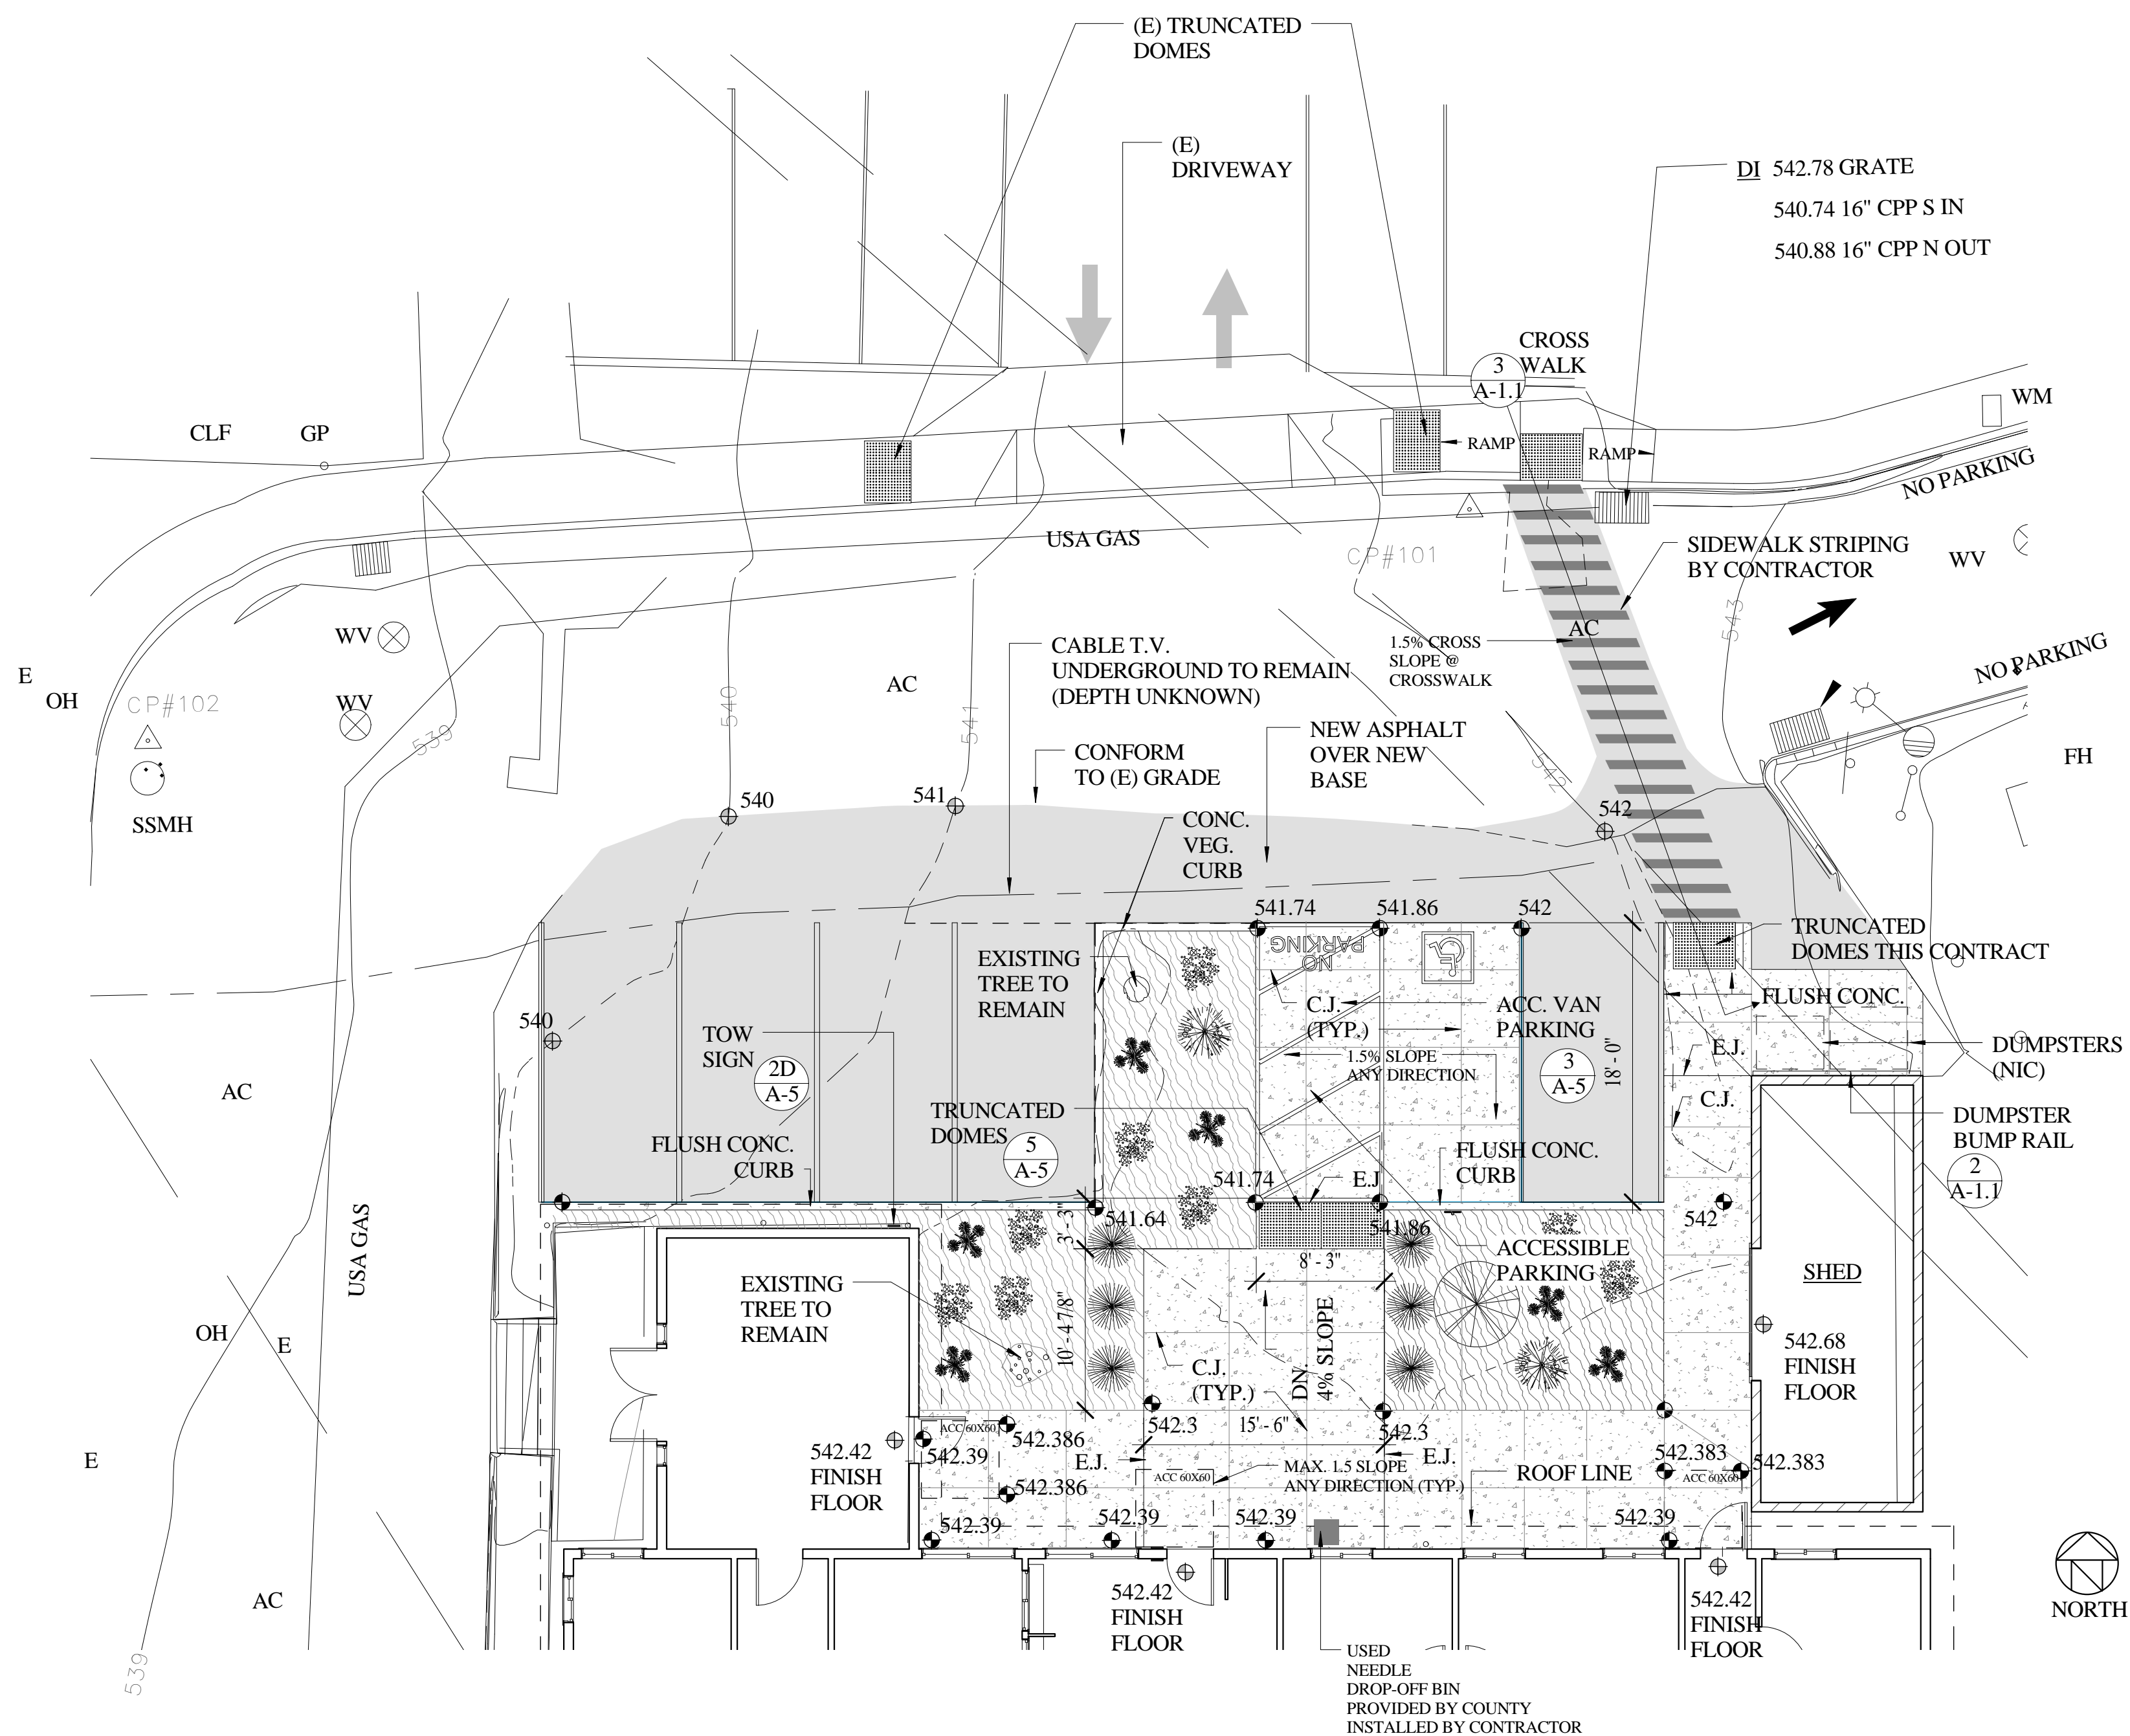 (E) TRUNCATED
DOMES
(E)
DRIVEWAY
DI 542.78 GRATE
540.74 16" CPP S IN
540.88 16" CPP N OUT
CROSS
WALK
3
A-1.1
WM
CLF
GP
RAMP
RAMP
NO PARKING
USA GAS
CP#101
SIDEWALK STRIPING
BY CONTRACTOR
WV
543
WV
AC
1.5% CROSS
SLOPE @
CROSSWALK
CABLE T.V.
UNDERGROUND TO REMAIN
(DEPTH UNKNOWN)
NO PARKING
E
OH
CP#102
WV
AC
540
541
539
NEW ASPHALT
OVER NEW
BASE
CONFORM
TO (E) GRADE
FH
SSMH
540
541
542
CONC.
VEG.
CURB
541.74
541.86
542
TRUNCATED
DOMES THIS CONTRACT
NO
PARKING
EXISTING
TREE TO
REMAIN
C.J.
(TYP.)
ACC. VAN
PARKING
FLUSH CONC.
540
TOW
SIGN
2D
A-5
1.5% SLOPE
ANY DIRECTION
3
A-5
18' - 0"
E.J.
DUMPSTERS
(NIC)
AC
C.J.
TRUNCATED
DOMES
5
A-5
DUMPSTER
BUMP RAIL
2
A-1.1
FLUSH CONC.
CURB
FLUSH CONC.
CURB
541.74
E.J
541.64
541.86
542
3' - 3"
USA GAS
8' - 3"
ACCESSIBLE
PARKING
SHED
EXISTING
TREE TO
REMAIN
10' - 4 7/8"
DN.
4% SLOPE
OH
E
542.68
FINISH
FLOOR
C.J.
(TYP.)
542.3
15' - 6"
542.3
ACC 60X60
542.386
542.39
542.42
FINISH
FLOOR
E.J.
E.J.
542.383
542.383
E
ACC 60X60
MAX. 1.5 SLOPE
ANY DIRECTION (TYP.)
ROOF LINE
ACC 60X60
542.386
542.39
542.39
542.39
542.39
AC
542.42
FINISH
FLOOR
542.42
FINISH
FLOOR
NORTH
539
USED
NEEDLE
DROP-OFF BIN
PROVIDED BY COUNTY
INSTALLED BY CONTRACTOR